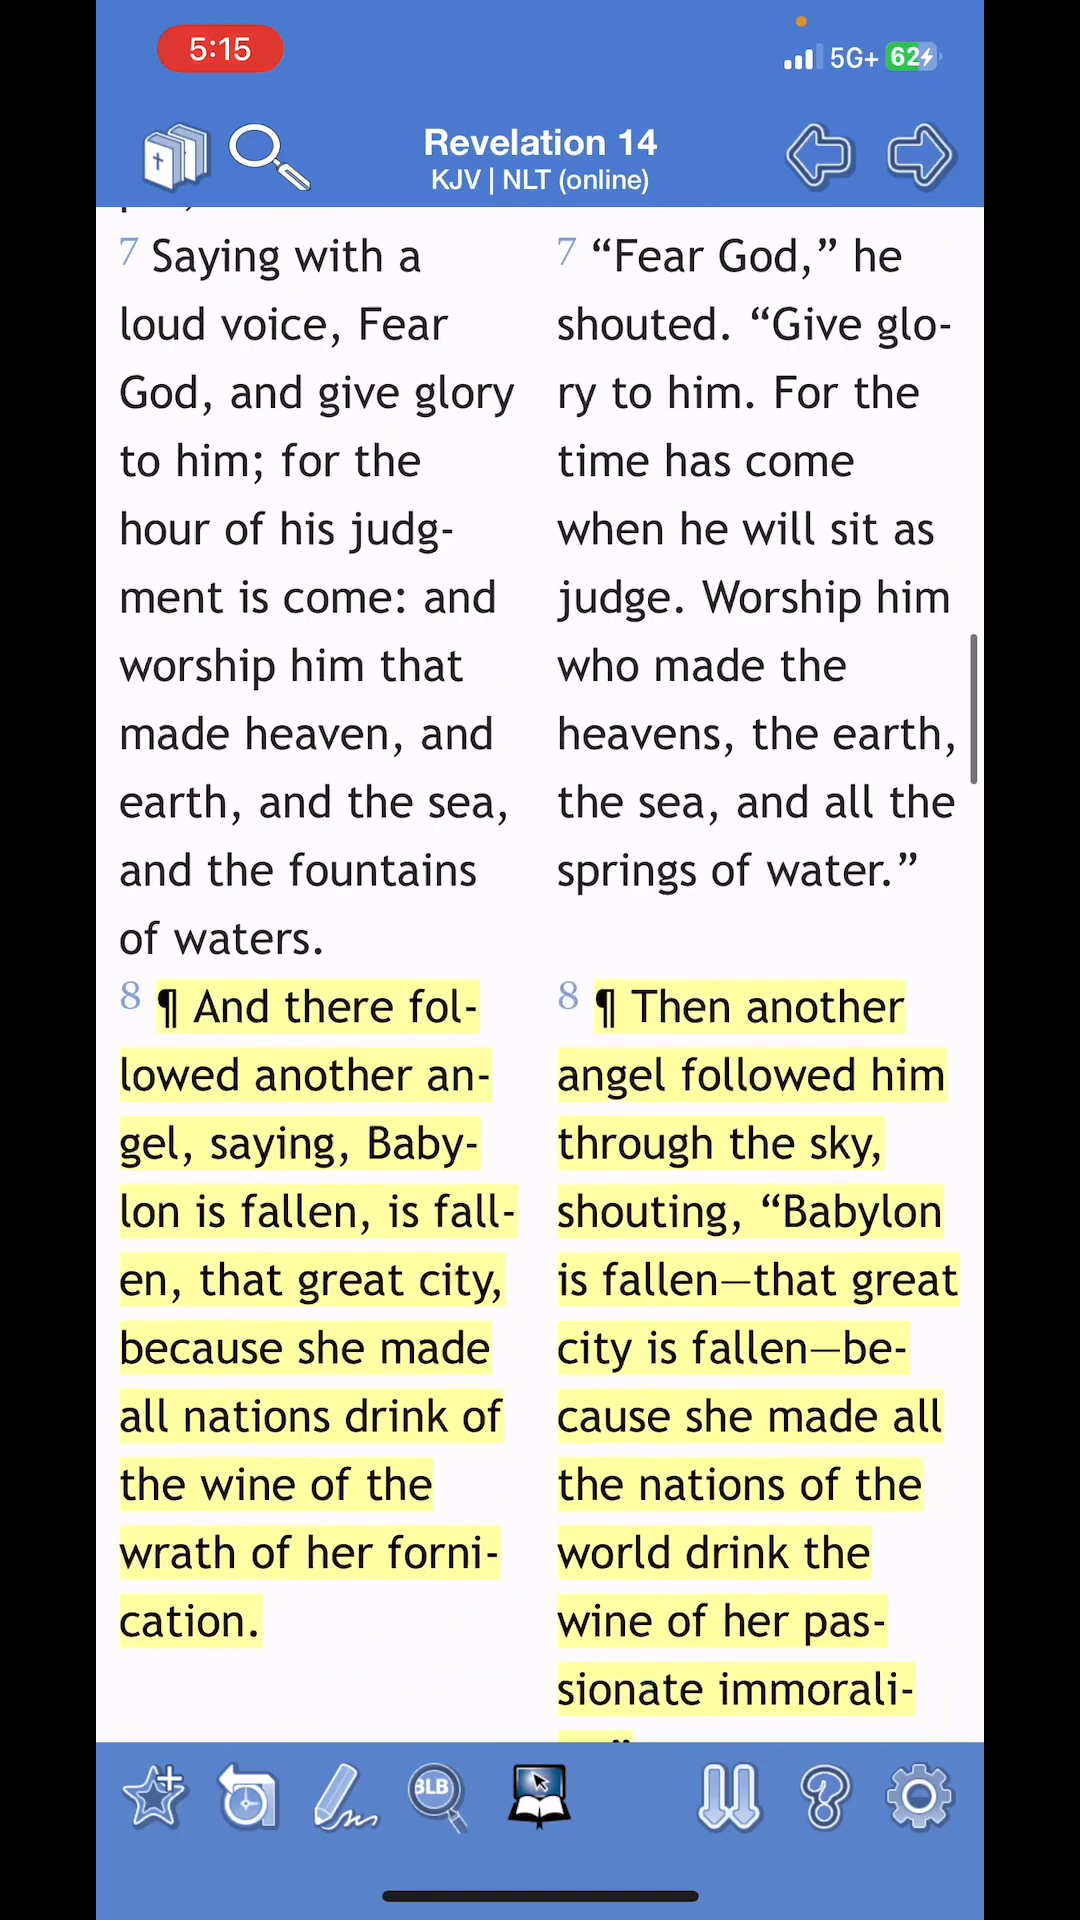 5:15
5G+ 62
Revelation 14
KJV | NLT (online)
7 Saying with a
loud voice, Fear
God, and give glory
to him; for the
hour of his judg-
ment is come: and
worship him that
made heaven, and
earth, and the sea,
and the fountains
of waters.
8 ¶ And there fol-
lowed another an-
gel, saying, Baby-
lon is fallen, is fall-
en, that great city,
because she made
all nations drink of
the wine of the
wrath of her forni-
cation.
7 “Fear God,” he
shouted. “Give glo-
ry to him. For the
time has come
when he will sit as
judge. Worship him
who made the
heavens, the earth,
the sea, and all the
springs of water.”
8 ¶ Then another
angel followed him
through the sky,
shouting, “Babylon
is fallen—that great
city is fallen—be-
cause she made all
the nations of the
world drink the
wine of her pas-
sionate immorali-
BLB